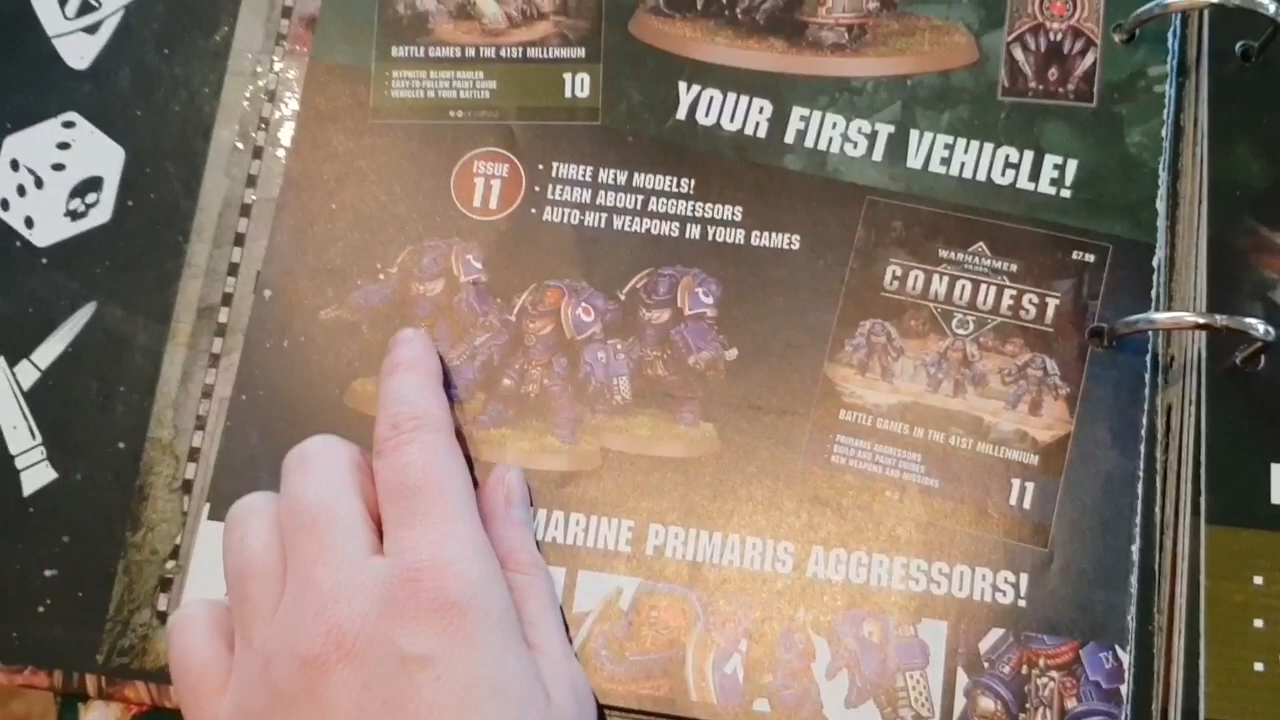 BATTLE GAMES IN THE 41ST MILLENNIUM
• MYPHITIC BLIGHT-HAULER
• EASY-TO-FOLLOW PAINT GUIDE
• VEHICLES IN YOUR BATTLES
10
YOUR FIRST VEHICLE!
ISSUE
11
• THREE NEW MODELS!
• LEARN ABOUT AGGRESSORS
• AUTO-HIT WEAPONS IN YOUR GAMES
WARHAMMER
40,000
£7.99
CONQUEST
BATTLE GAMES IN THE 41ST MILLENNIUM
• PRIMARIS AGGRESSORS
• BUILD AND PAINT GUIDES
• NEW WEAPONS AND MISSIONS
11
MARINE PRIMARIS AGGRESSORS!
IX